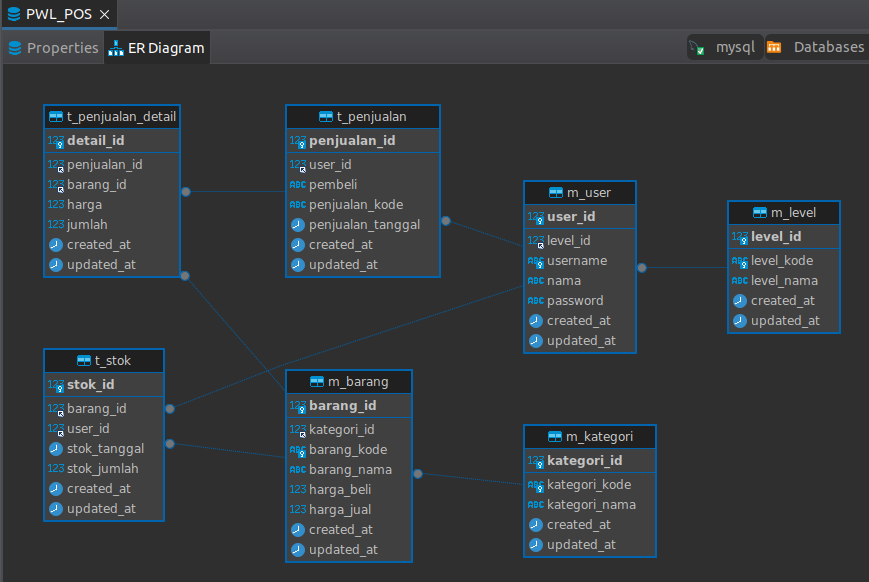 PWL_POS
Properties
ER Diagram
mysql
Databases
t_penjualan_detail
123 detail_id
123 penjualan_id
123 barang_id
123 harga
123 jumlah
created_at
updated_at
t_penjualan
123 penjualan_id
123 user_id
ABC pembeli
ABC penjualan_kode
penjualan_tanggal
created_at
updated_at
m_user
123 user_id
123 level_id
ABC username
ABC nama
ABC password
created_at
updated_at
m_level
123 level_id
ABC level_kode
ABC level_nama
created_at
updated_at
t_stok
123 stok_id
123 barang_id
123 user_id
stok_tanggal
123 stok_jumlah
created_at
updated_at
m_barang
123 barang_id
123 kategori_id
ABC barang_kode
ABC barang_nama
123 harga_beli
123 harga_jual
created_at
updated_at
m_kategori
123 kategori_id
ABC kategori_kode
ABC kategori_nama
created_at
updated_at